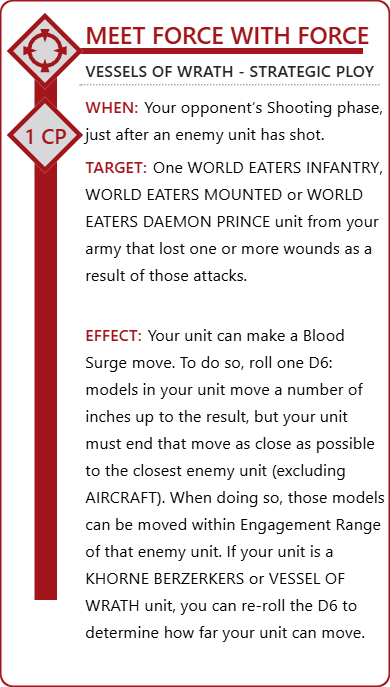 MEET FORCE WITH FORCE
VESSELS OF WRATH - STRATEGIC PLOY
1 CP
WHEN: Your opponent's Shooting phase,
just after an enemy unit has shot.
TARGET: One WORLD EATERS INFANTRY,
WORLD EATERS MOUNTED or WORLD
EATERS DAEMON PRINCE unit from your
army that lost one or more wounds as a
result of those attacks.
EFFECT: Your unit can make a Blood
Surge move. To do so, roll one D6:
models in your unit move a number of
inches up to the result, but your unit
must end that move as close as possible
to the closest enemy unit (excluding
AIRCRAFT). When doing so, those models
can be moved within Engagement Range
of that enemy unit. If your unit is a
KHORNE BERZERKERS or VESSEL OF
WRATH unit, you can re-roll the D6 to
determine how far your unit can move.